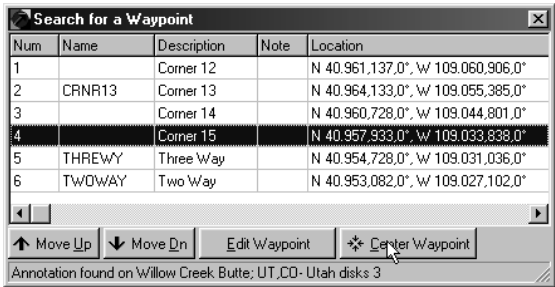 Search for a Waypoint
Num Name Description Note Location
1 Corner 12 N 40.961,137,0°, W 109.060,906,0°
2 CRNR13 Corner 13 N 40.964,133,0°, W 109.055,385,0°
3 Corner 14 N 40.960,728,0°, W 109.044,801,0°
4 Corner 15 N 40.957,933,0°, W 109.033,838,0°
5 THREWY Three Way N 40.954,728,0°, W 109.031,036,0°
6 TWOWAY Two Way N 40.953,082,0°, W 109.027,102,0°
Move Up Move Dn Edit Waypoint Center Waypoint
Annotation found on Willow Creek Butte; UT,CO- Utah disks 3